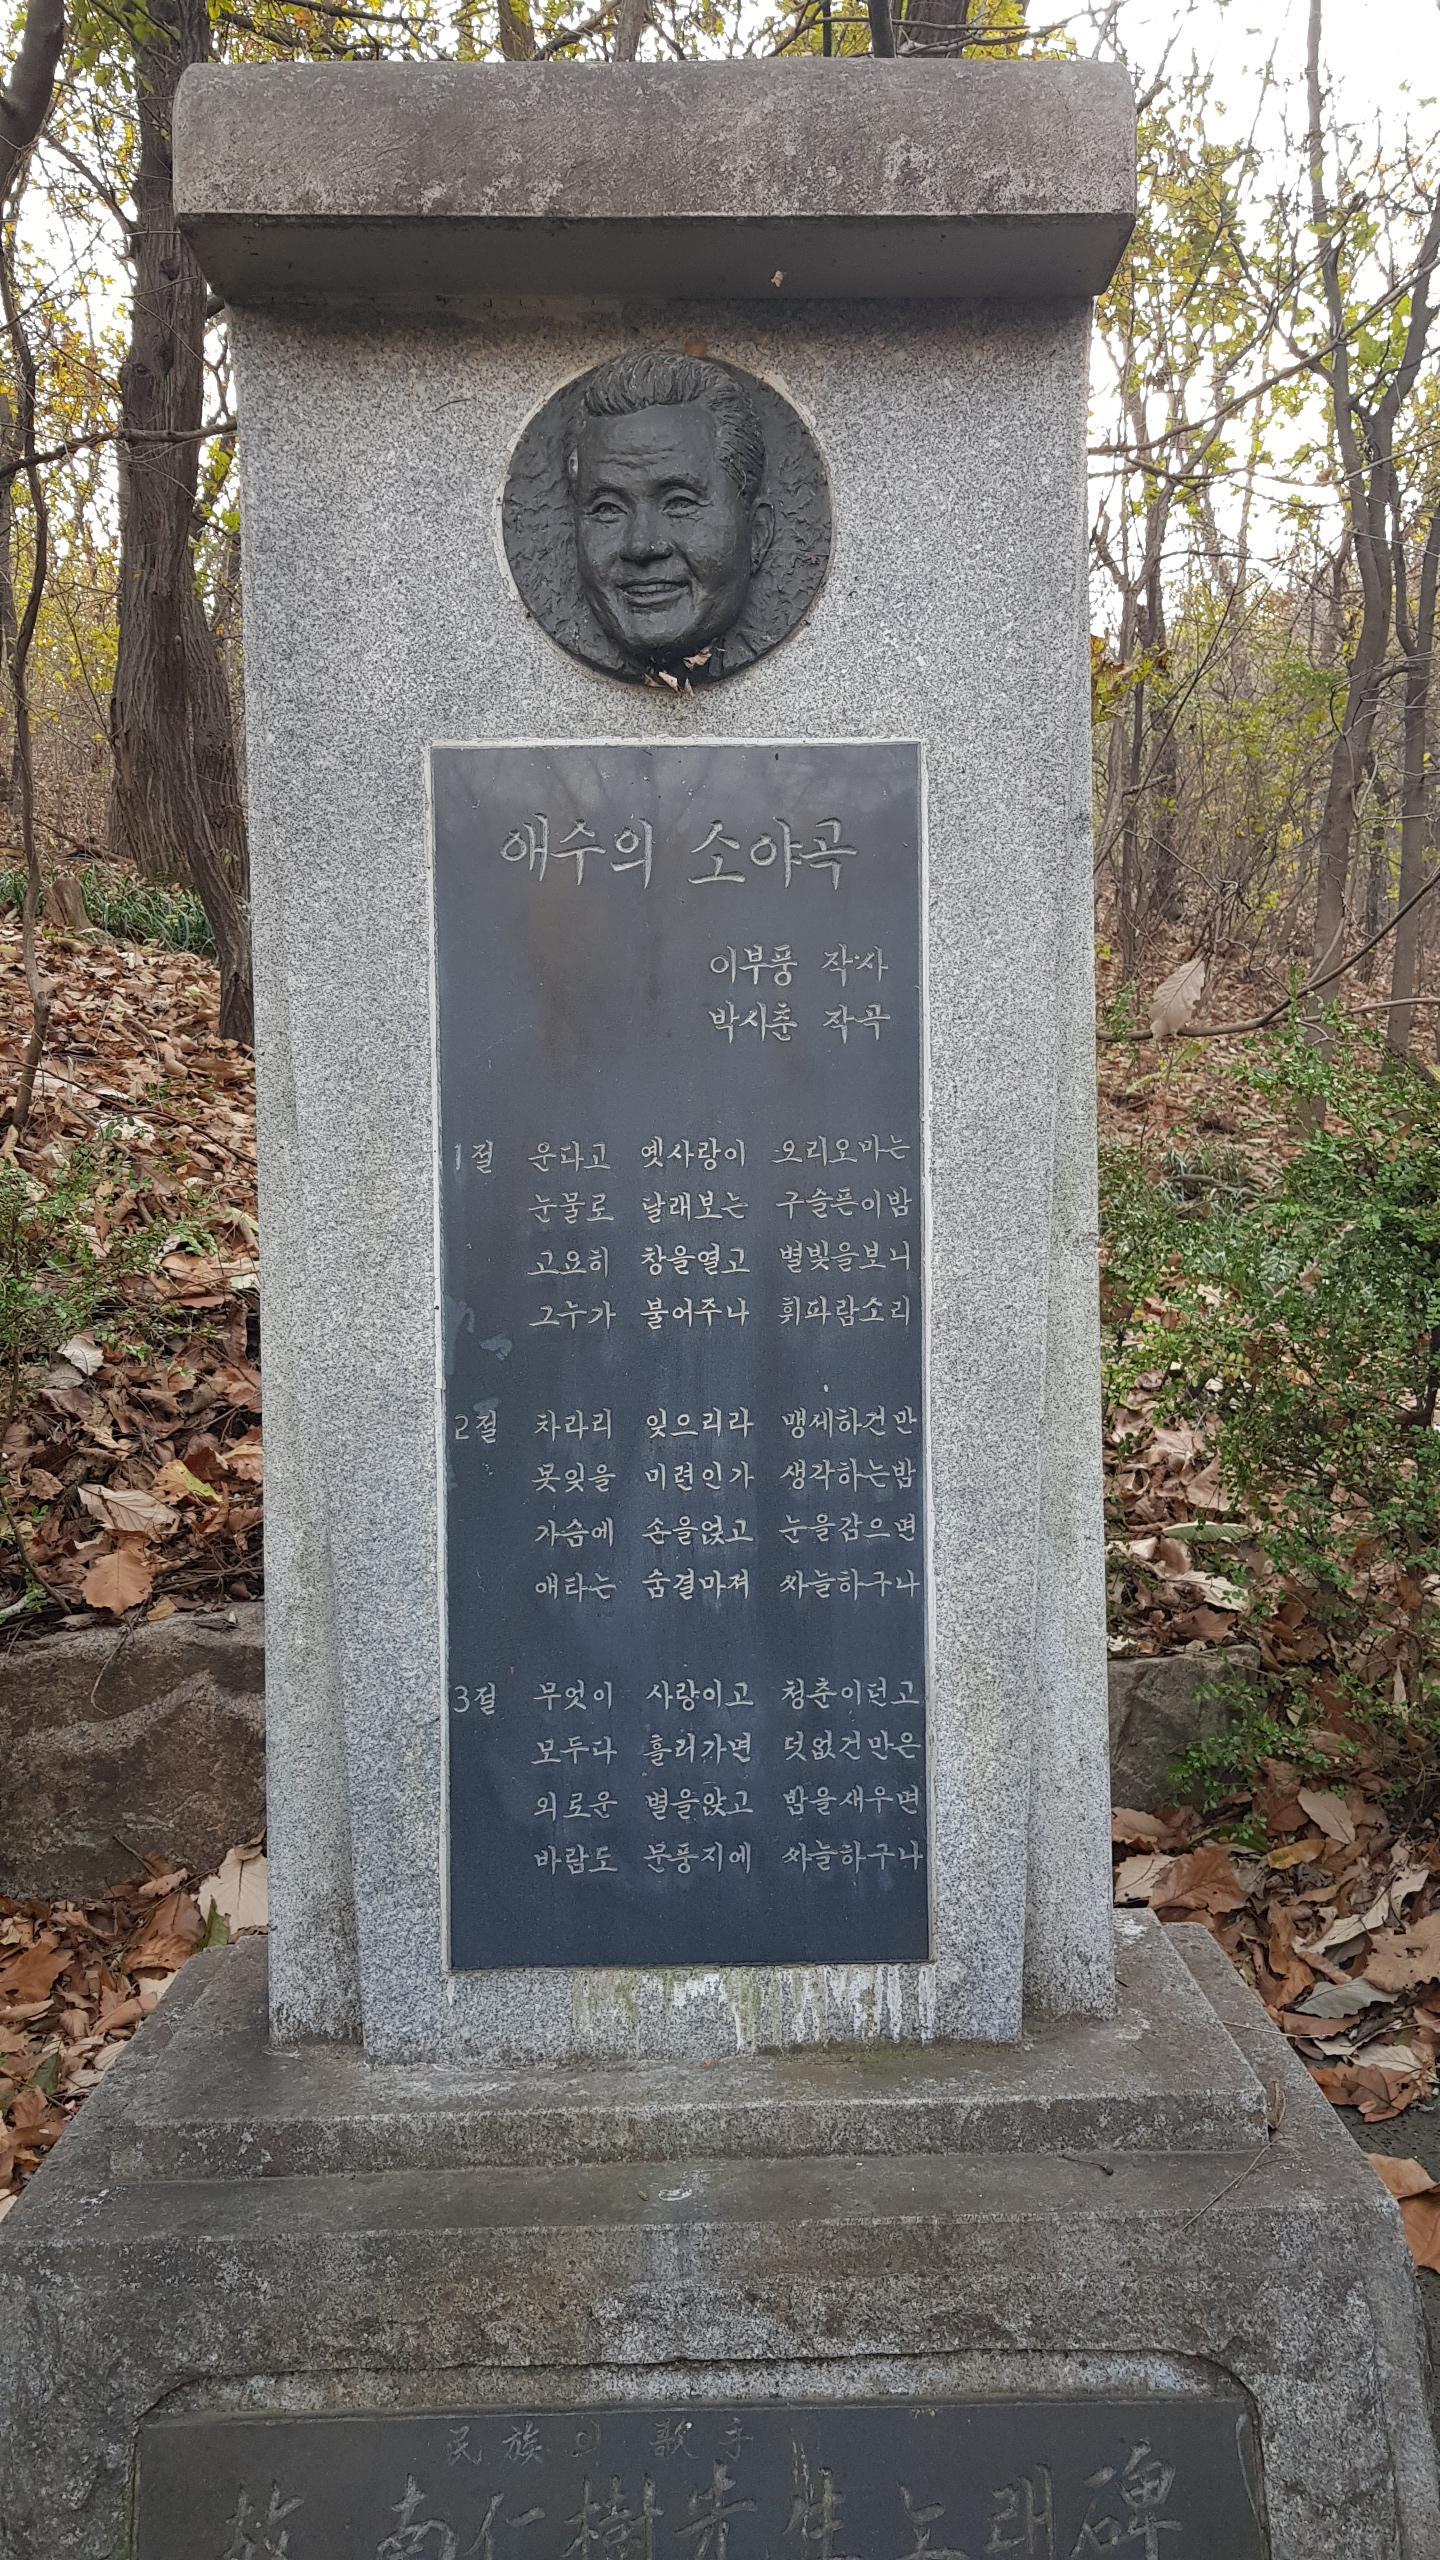 애수의 소야곡
이부풍 작사
박시춘 작곡
1절 운다고 옛사랑이 오리오마는
눈물로 달래보는 구슬픈이밤
고요히 창을열고 별빛을보니
그누가 불어주나 휘파람소리
2절 차라리 잊으리라 맹세하건만
못잊을 미련인가 생각하는밤
가슴에 손을얹고 눈을감으면
애타는 숨결마져 싸늘하구나
3절 무엇이 사랑이고 청춘이던고
모두다 흘러가면 덧없건만은
외로운 별을앉고 밤을새우면
바람도 문풍지에 싸늘하구나
民族의 歌手
故 南仁樹先生노래碑